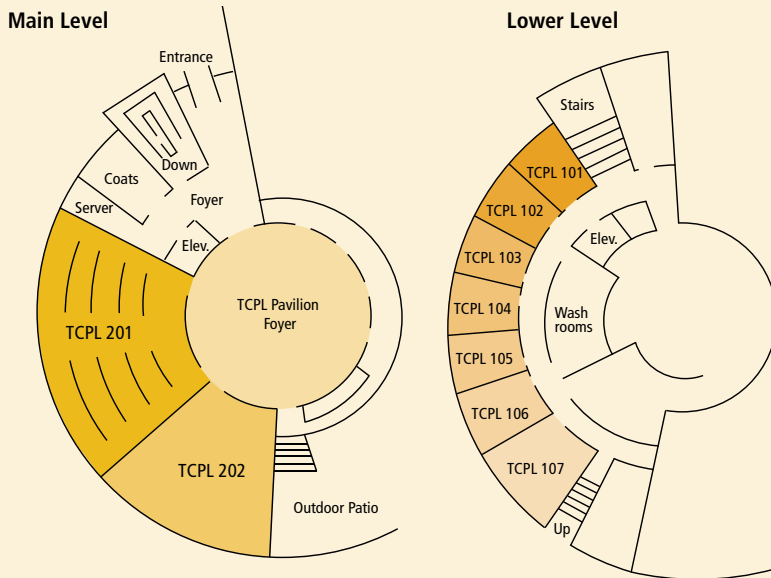 Main Level
Entrance
Down
Coats
Server
Foyer
Elev.
TCPL Pavilion
Foyer
TCPL 201
TCPL 202
Outdoor Patio
Lower Level
Stairs
TCPL 101
TCPL 102
TCPL 103
TCPL 104
TCPL 105
TCPL 106
TCPL 107
Elev.
Wash
rooms
Up